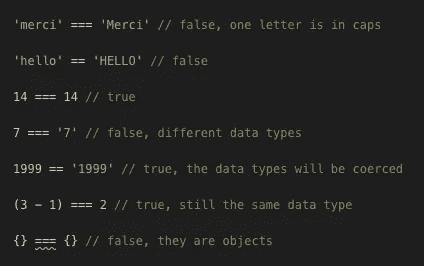 'merci' === 'Merci' // false, one letter is in caps
'hello' == 'HELLO' // false
14 === 14 // true
7 === '7' // false, different data types
1999 == '1999' // true, the data types will be coerced
(3 - 1) === 2 // true, still the same data type
{} === {} // false, they are objects